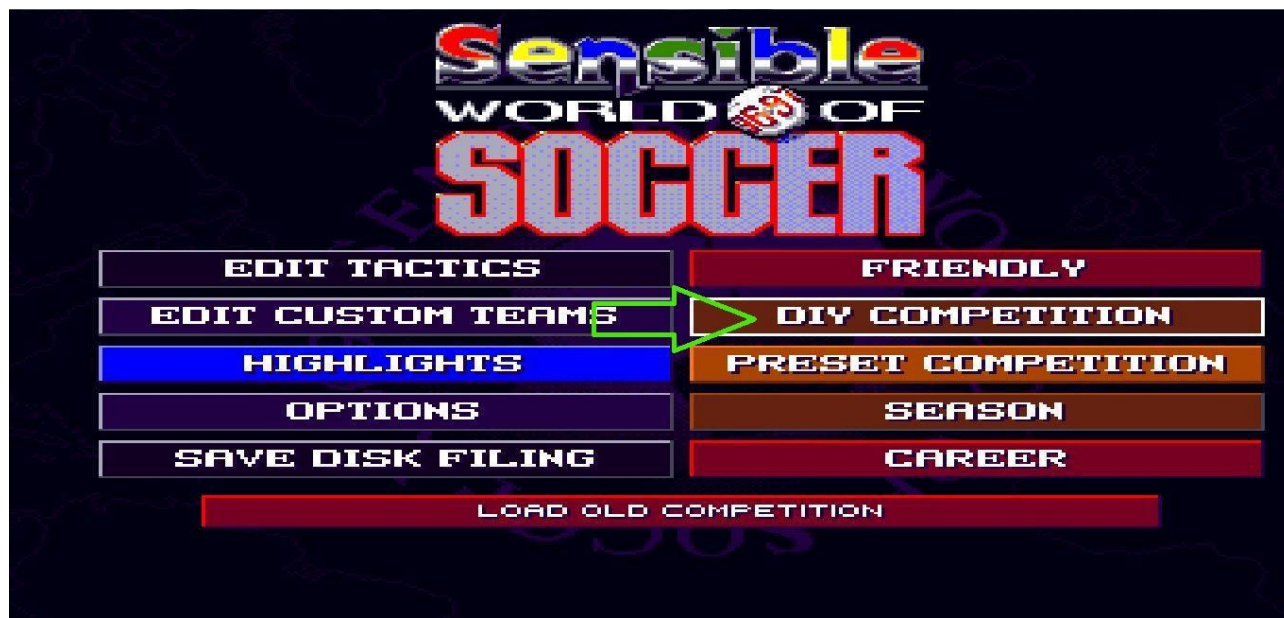 Sensible
WORLD OF
SOCCER
EDIT TACTICS
FRIENDLY
EDIT CUSTOM TEAMS
DIY COMPETITION
HIGHLIGHTS
PRESET COMPETITION
OPTIONS
SEASON
SAVE DISK FILING
CAREER
LOAD OLD COMPETITION